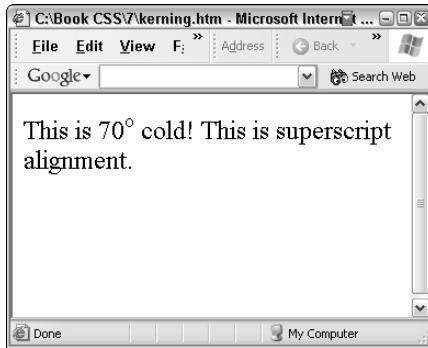 C:\Book CSS\7\kerning.htm - Microsoft Intern t ...
File Edit View F » Address Back »
Google Search Web
This is 70° cold! This is superscript
alignment.
Done My Computer